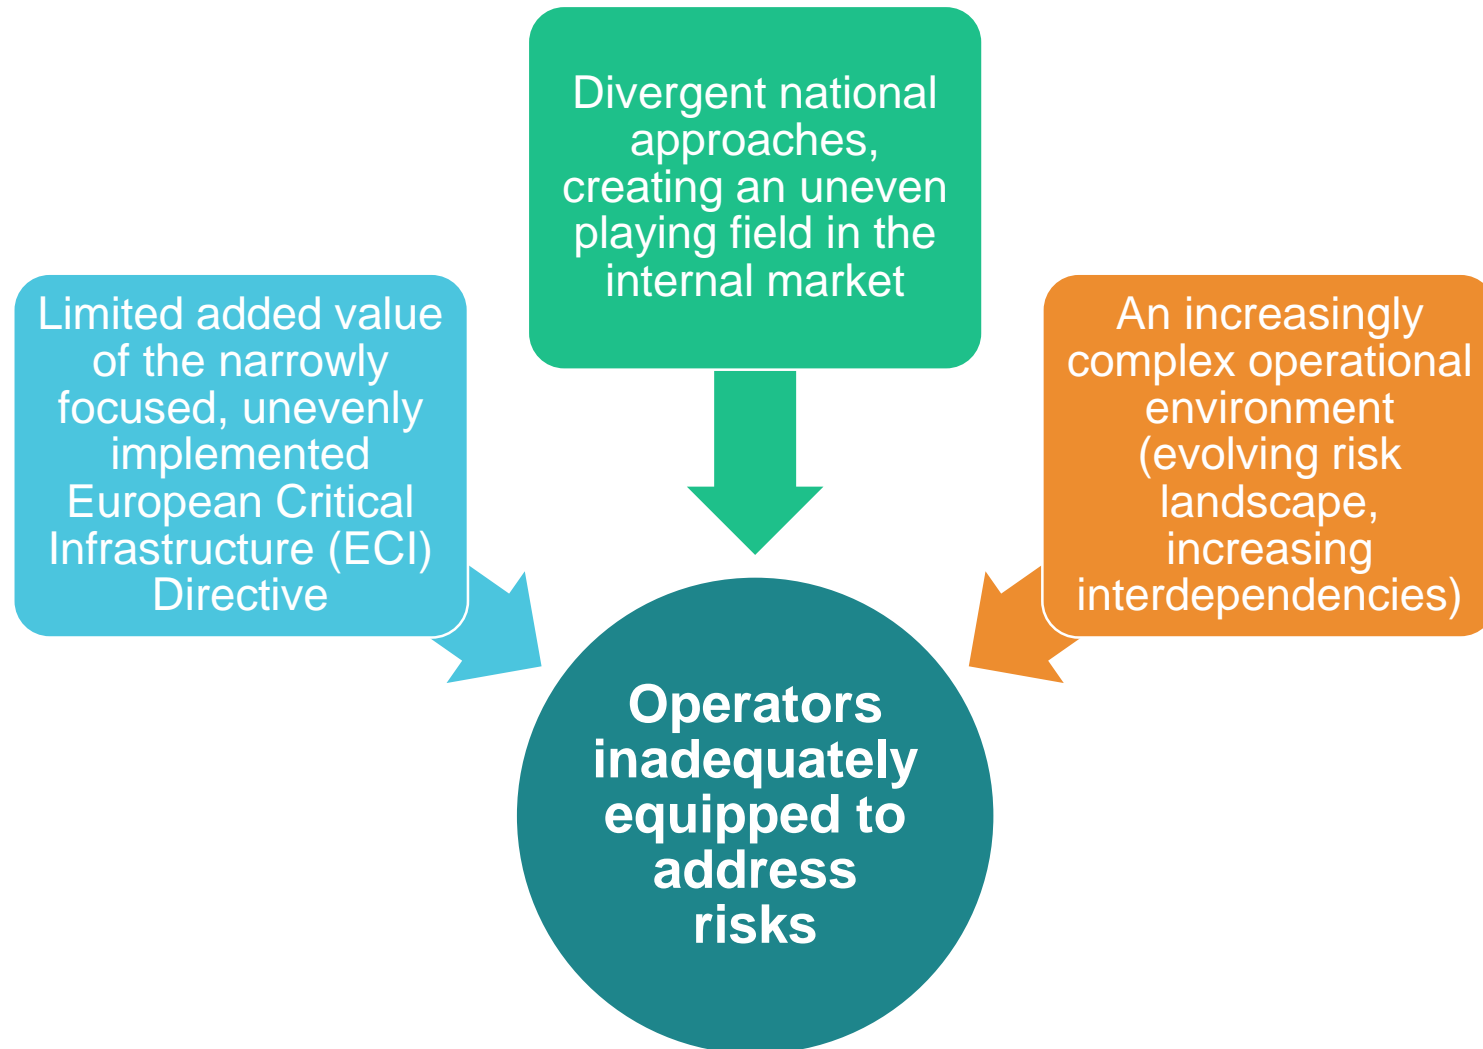 Divergent national
approaches,
creating an uneven
playing field in the
internal market
Limited added value
of the narrowly
focused, unevenly
implemented
European Critical
Infrastructure (ECI)
Directive
An increasingly
complex operational
environment
(evolving risk
landscape,
increasing
interdependencies)
Operators
inadequately
equipped to
address
risks